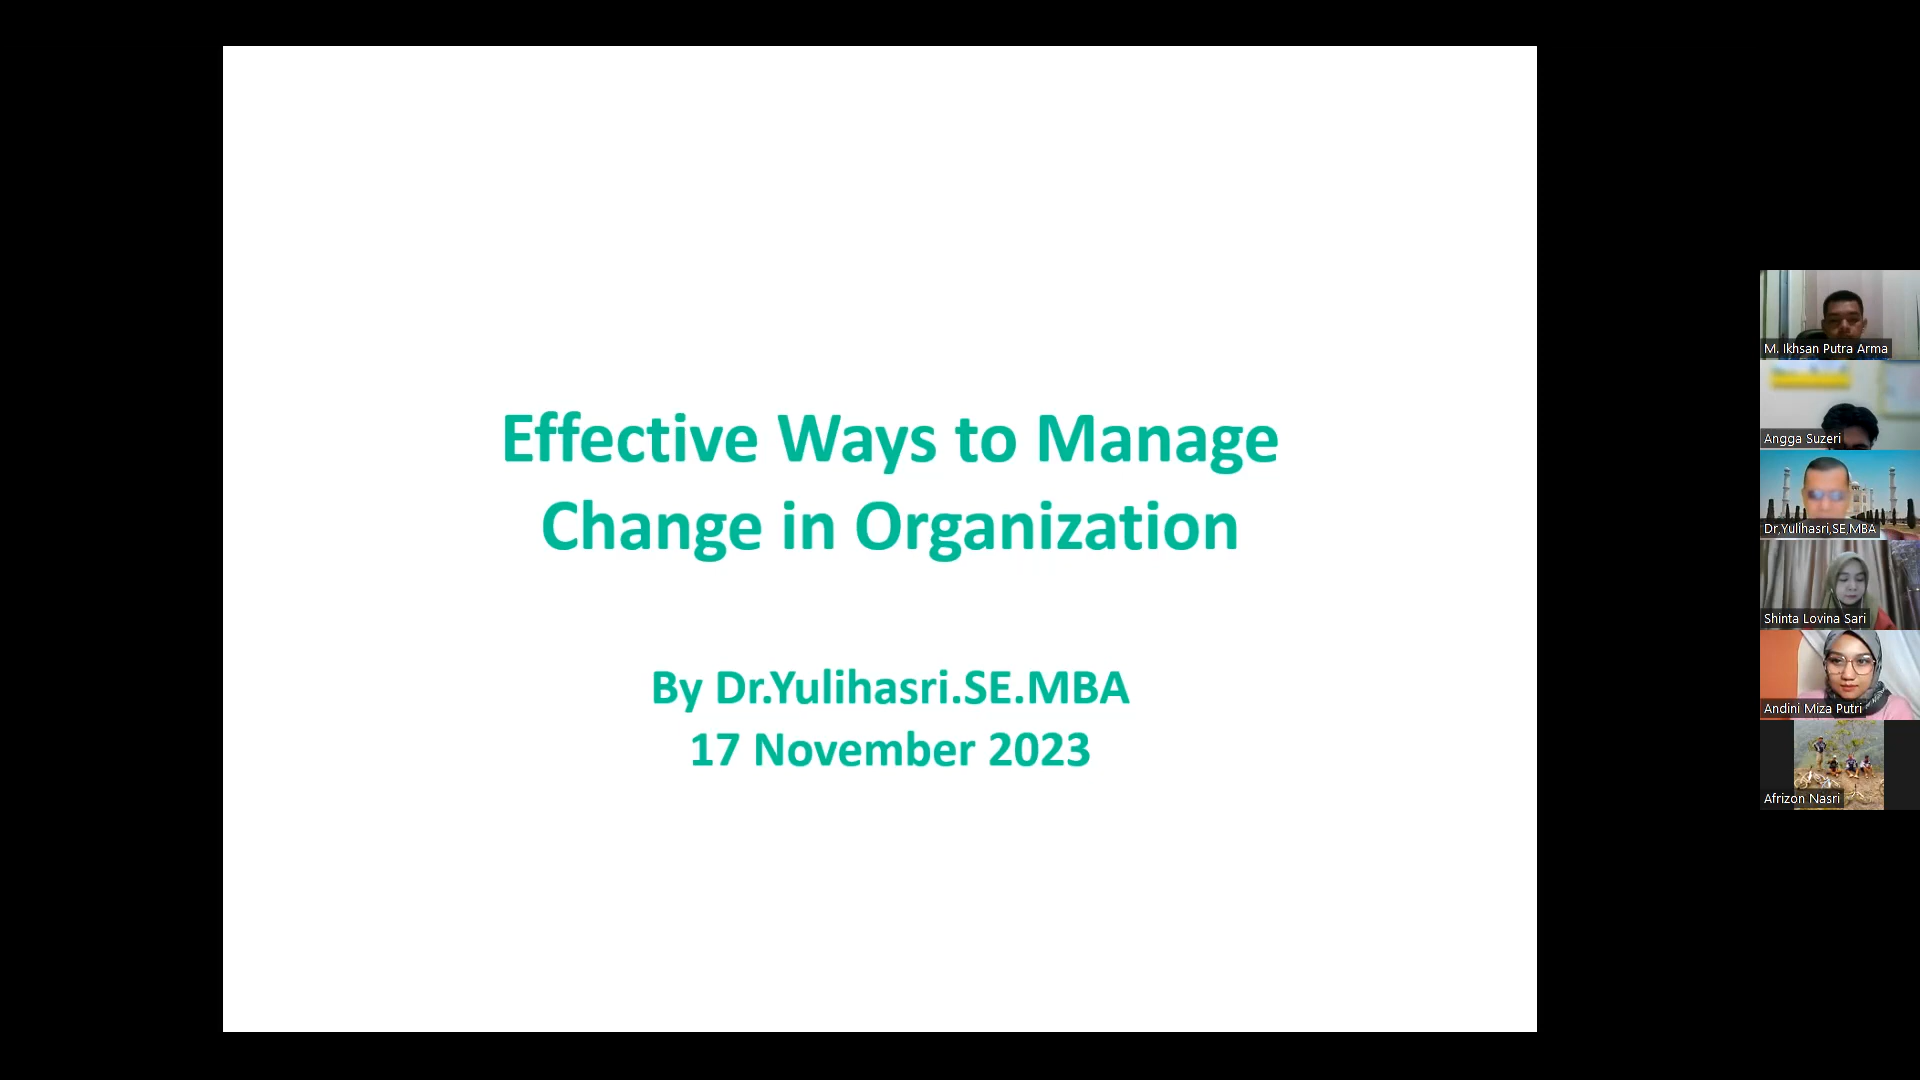 Effective Ways to Manage
Change in Organization
By Dr.Yulihasri.SE.MBA
17 November 2023
M. Ikhsan Putra Arma
Angga Suzeri
Dr,Yulihasri,SE,MBA
Shinta Lovina Sari
Andini Miza Putri
Afrizon Nasri